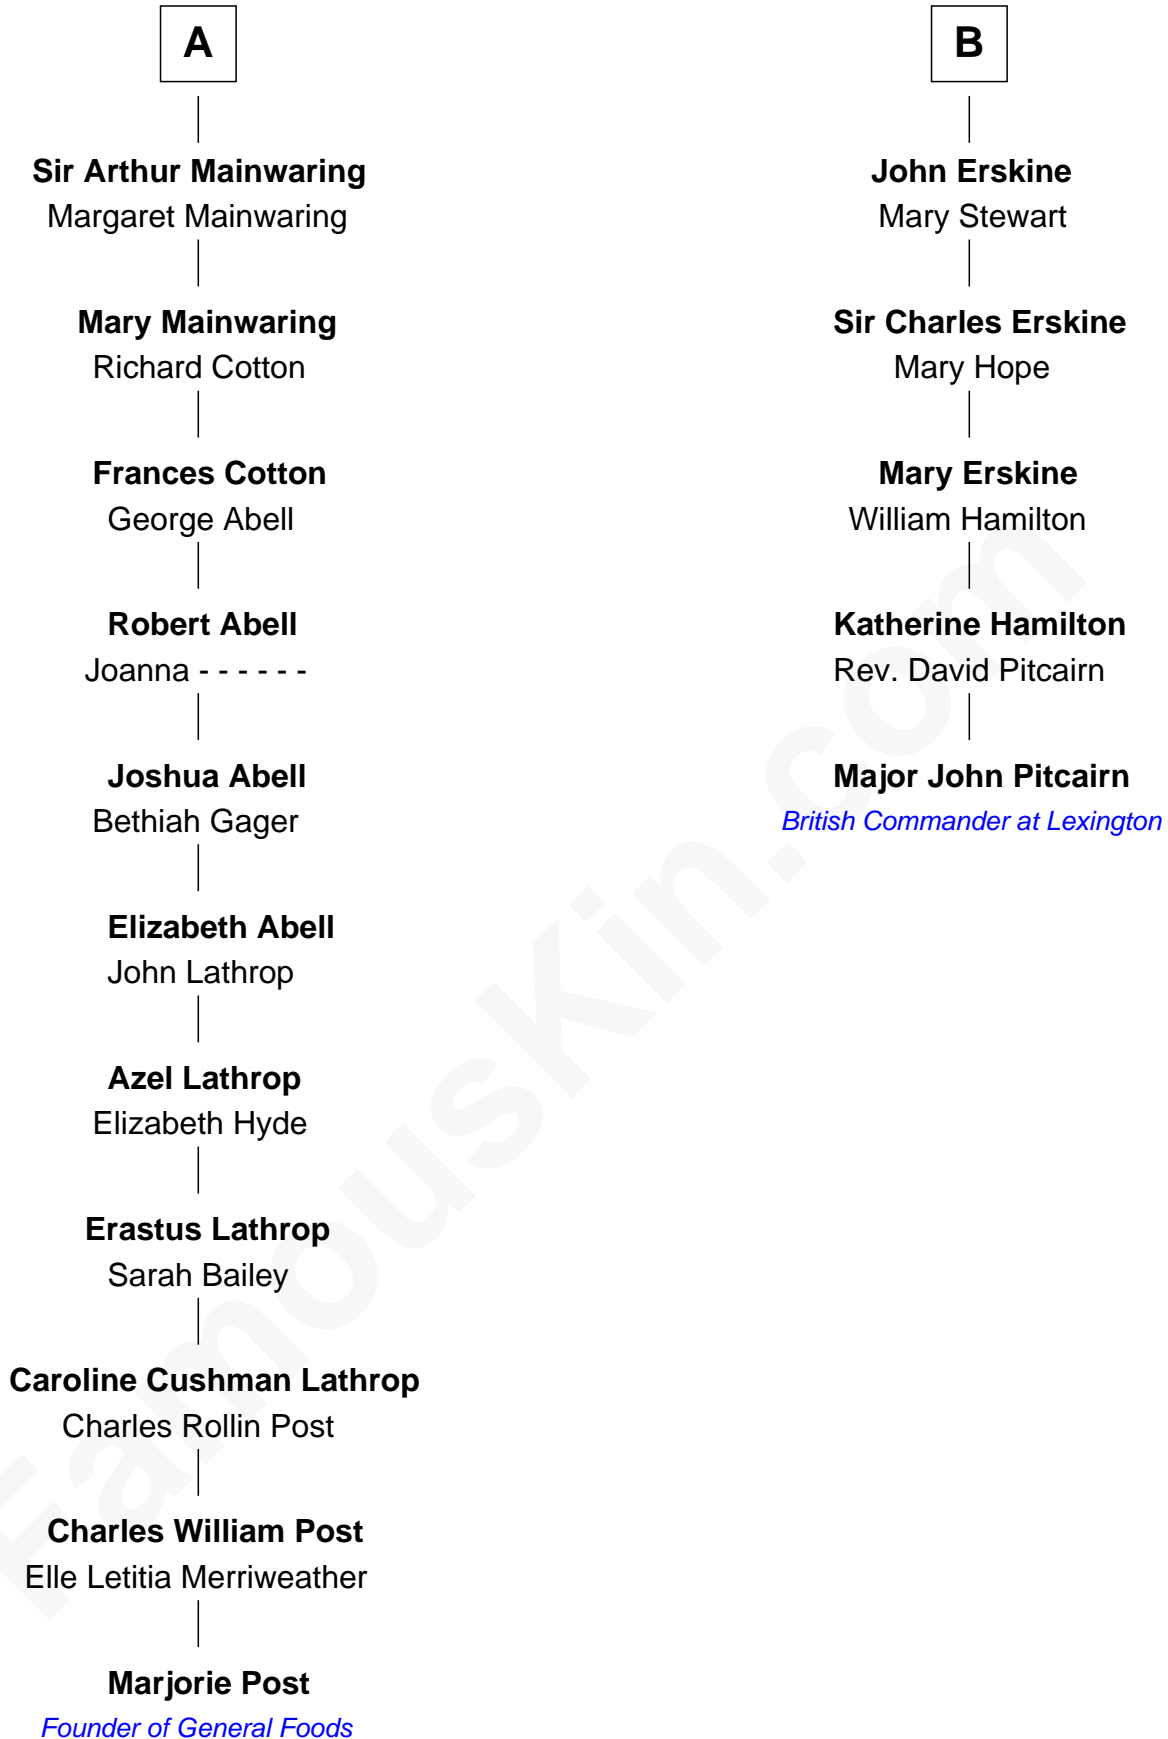 A
Sir Arthur Mainwaring
Margaret Mainwaring
Mary Mainwaring
Richard Cotton
Frances Cotton
George Abell
Robert Abell
Joanna - - - - - -
Joshua Abell
Bethiah Gager
Elizabeth Abell
John Lathrop
Azel Lathrop
Elizabeth Hyde
Erastus Lathrop
Sarah Bailey
Caroline Cushman Lathrop
Charles Rollin Post
Charles William Post
Elle Letitia Merriweather
Marjorie Post
Founder of General Foods
B
John Erskine
Mary Stewart
Sir Charles Erskine
Mary Hope
Mary Erskine
William Hamilton
Katherine Hamilton
Rev. David Pitcairn
Major John Pitcairn
British Commander at Lexington
FamousKin.com